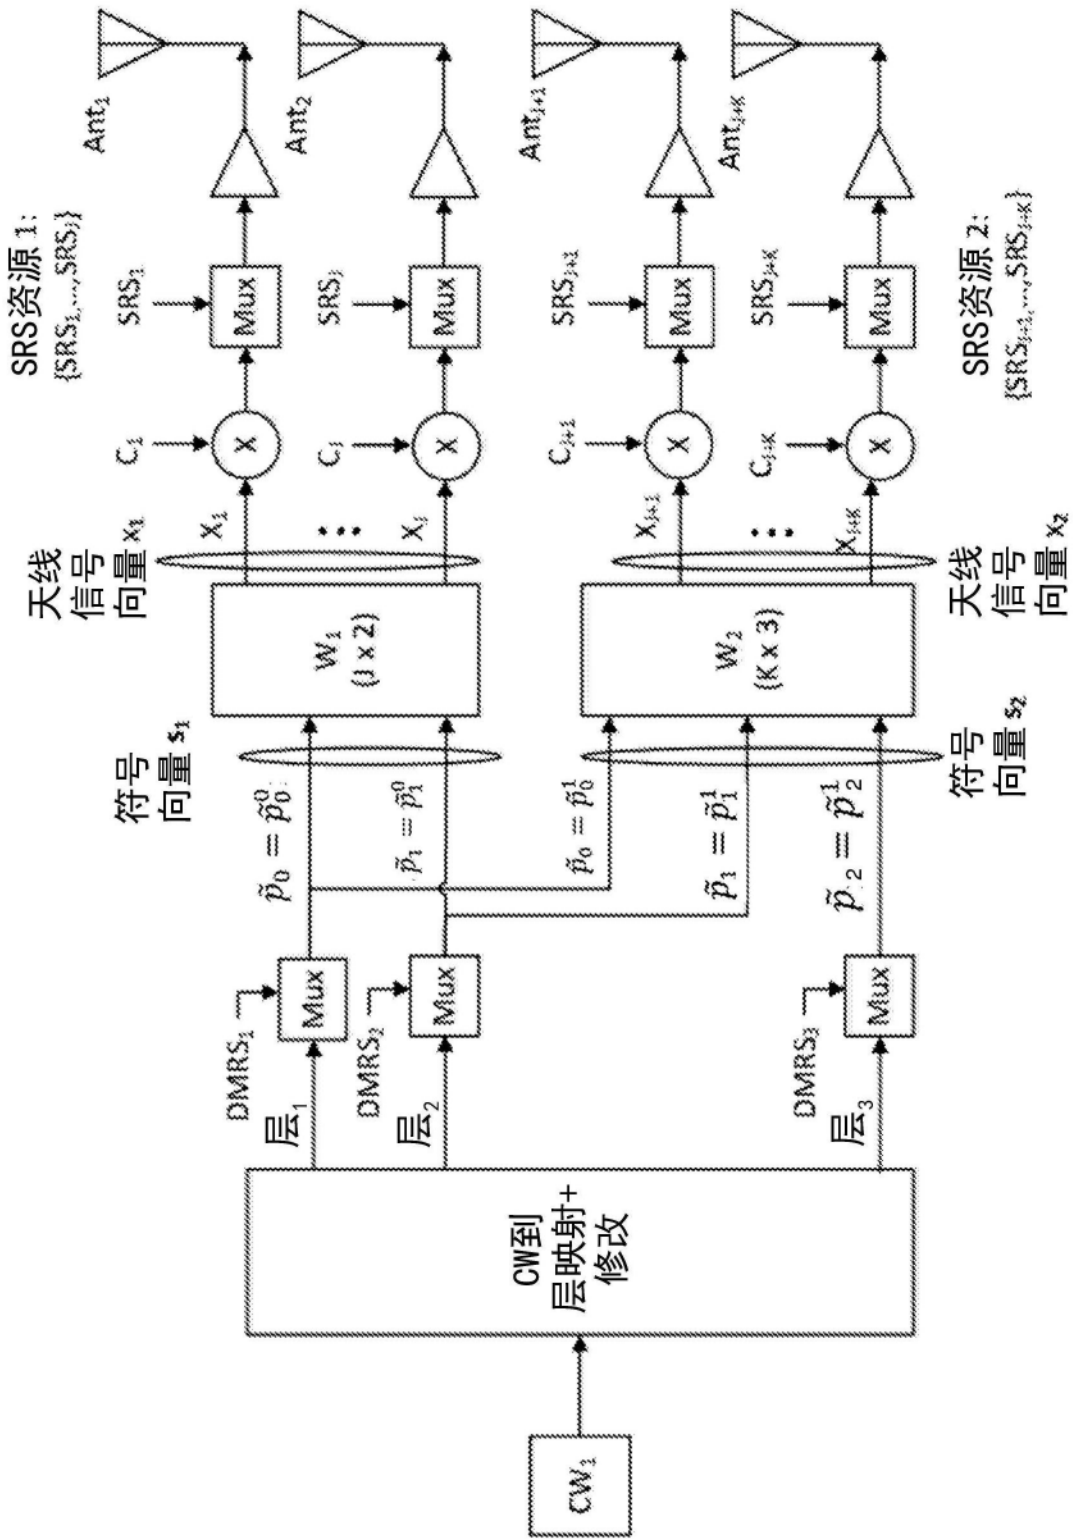 CW₁
CW到
层映射+
修改
层₁
层₂
层₃
DMRS₁
DMRS₂
DMRS₃
Mux
Mux
Mux
p̃₀ = p̃₀⁰
p̃₁ = p̃₁⁰
p̃₀ = p̃₀¹
p̃₁ = p̃₁¹
p̃₂ = p̃₂¹
符号
向量 s₁
符号
向量 s₂
W₁
(J x 2)
W₂
(K x 3)
天线
信号
向量 x₁
天线
信号
向量 x₂
X₁
Xⱼ
Xⱼ₊₁
Xⱼ₊K
C₁
Cⱼ
Cⱼ₊₁
Cⱼ₊K
X
X
X
X
SRS₁
SRSⱼ
SRSⱼ₊₁
SRSⱼ₊K
Mux
Mux
Mux
Mux
SRS资源 1:
{SRS₁,...,SRSⱼ}
SRS资源 2:
{SRSⱼ₊₁,...,SRSⱼ₊K}
Ant₁
Ant₂
Antⱼ₊₁
Antⱼ₊K